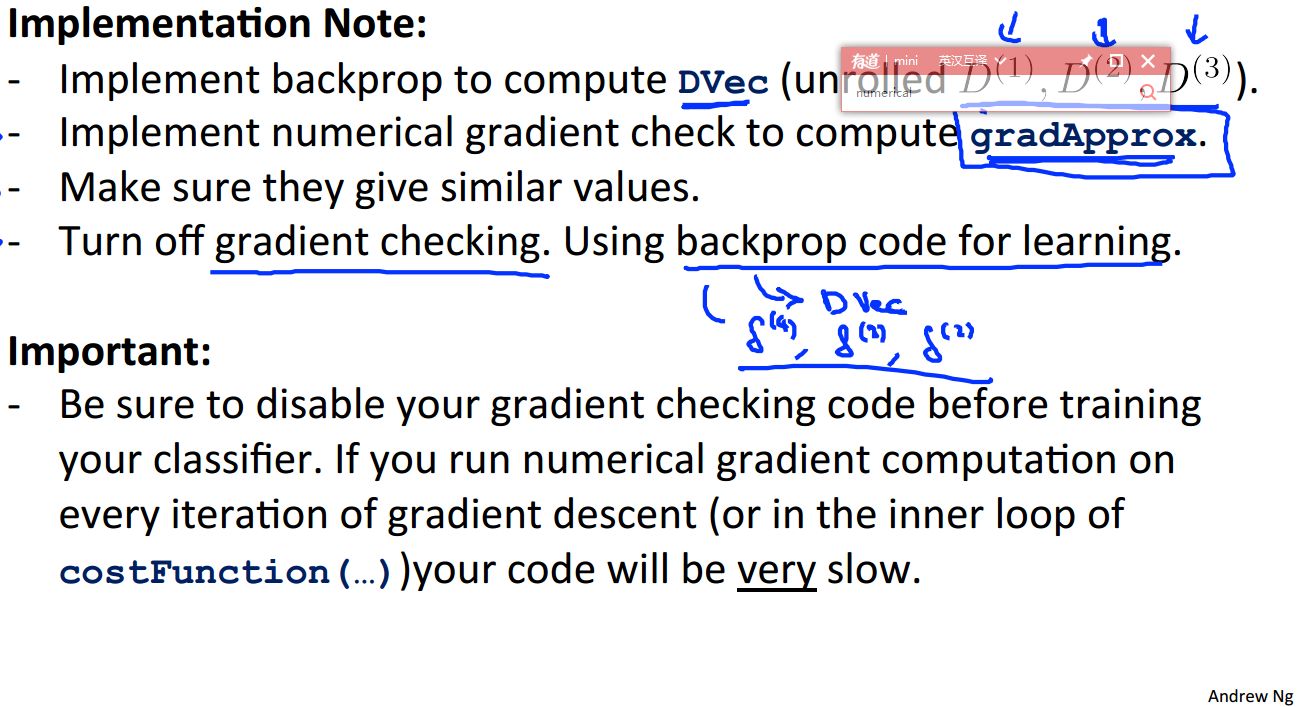 Implementation Note:
- Implement backprop to compute DVec (unrolled D(1), D(2), D(3)).
有道 | mini 英汉互译
numerical
- Implement numerical gradient check to compute gradApprox.
- Make sure they give similar values.
- Turn off gradient checking. Using backprop code for learning.
DVec
δ(4), δ(3), δ(2)
Important:
- Be sure to disable your gradient checking code before training
your classifier. If you run numerical gradient computation on
every iteration of gradient descent (or in the inner loop of
costFunction(…))your code will be very slow.
Andrew Ng